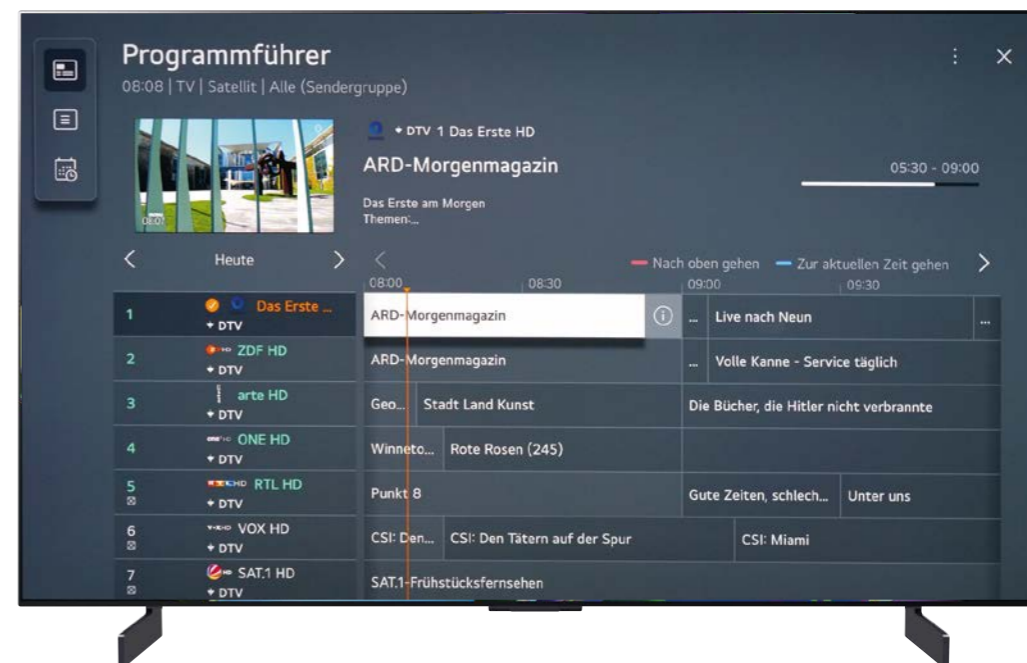 Programmführer
08:08 | TV | Satellit | Alle (Sendergruppe)
DTV 1 Das Erste HD
ARD-Morgenmagazin
05:30 - 09:00
Das Erste am Morgen
Themen:...
Heute
Nach oben gehen
Zur aktuellen Zeit gehen
08:00 08:30 09:00 09:30
1 Das Erste ... DTV
ARD-Morgenmagazin ... Live nach Neun ...
2 ZDF HD DTV
ARD-Morgenmagazin ... Volle Kanne - Service täglich
3 arte HD DTV
Geo... Stadt Land Kunst Die Bücher, die Hitler nicht verbrannte
4 ONE HD DTV
Winneto... Rote Rosen (245)
5 RTL HD DTV
Punkt 8 Gute Zeiten, schlech... Unter uns
6 VOX HD DTV
CSI: Den... CSI: Den Tätern auf der Spur CSI: Miami
7 SAT.1 HD DTV
SAT.1-Frühstücksfernsehen